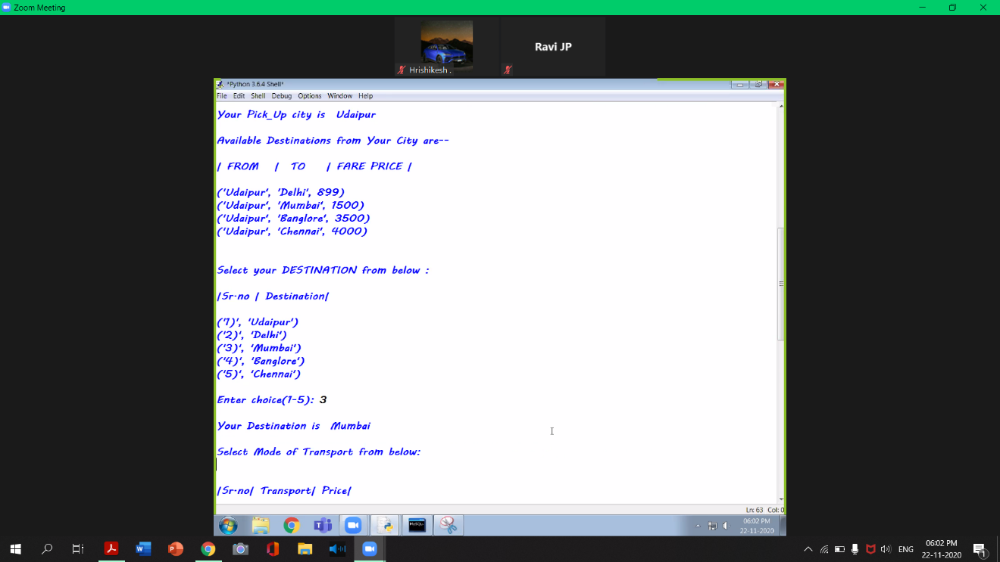 Zoom Meeting
Hrishikesh .
Ravi JP
*Python 3.6.4 Shell*
File Edit Shell Debug Options Window Help
Your Pick_Up city is  Udaipur
Available Destinations from Your City are--
| FROM   |   TO    | FARE PRICE |
('Udaipur', 'Delhi', 899)
('Udaipur', 'Mumbai', 1500)
('Udaipur', 'Banglore', 3500)
('Udaipur', 'Chennai', 4000)
Select your DESTINATION from below :
|Sr.no | Destination|
('1)', 'Udaipur')
('2)', 'Delhi')
('3)', 'Mumbai')
('4)', 'Banglore')
('5)', 'Chennai')
Enter choice(1-5): 3
Your Destination is  Mumbai
Select Mode of Transport from below:
|Sr.no| Transport| Price|
Ln: 63 Col: 0
MySQL
06:02 PM
22-11-2020
ENG
06:02 PM
22-11-2020
1